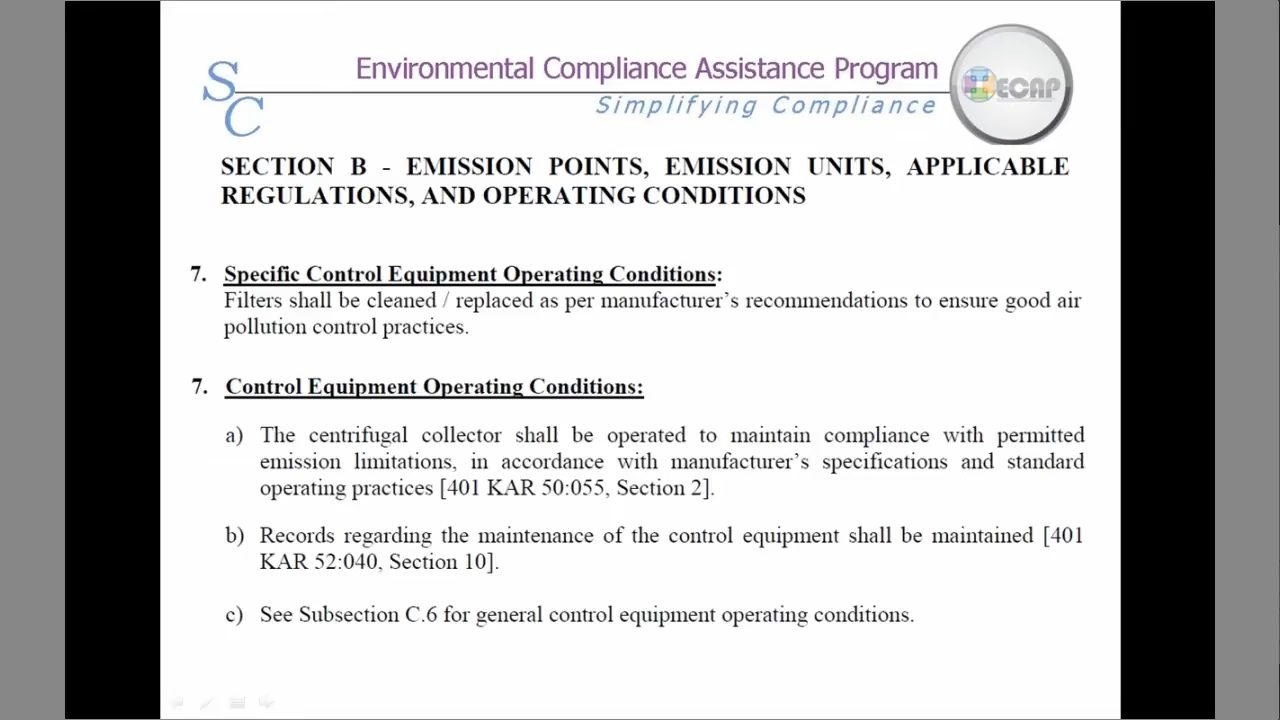 S
C
Environmental Compliance Assistance Program
Simplifying Compliance
ECAP
SECTION B - EMISSION POINTS, EMISSION UNITS, APPLICABLE
REGULATIONS, AND OPERATING CONDITIONS
7. Specific Control Equipment Operating Conditions:
Filters shall be cleaned / replaced as per manufacturer's recommendations to ensure good air
pollution control practices.
7. Control Equipment Operating Conditions:
a) The centrifugal collector shall be operated to maintain compliance with permitted
emission limitations, in accordance with manufacturer's specifications and standard
operating practices [401 KAR 50:055, Section 2].
b) Records regarding the maintenance of the control equipment shall be maintained [401
KAR 52:040, Section 10].
c) See Subsection C.6 for general control equipment operating conditions.